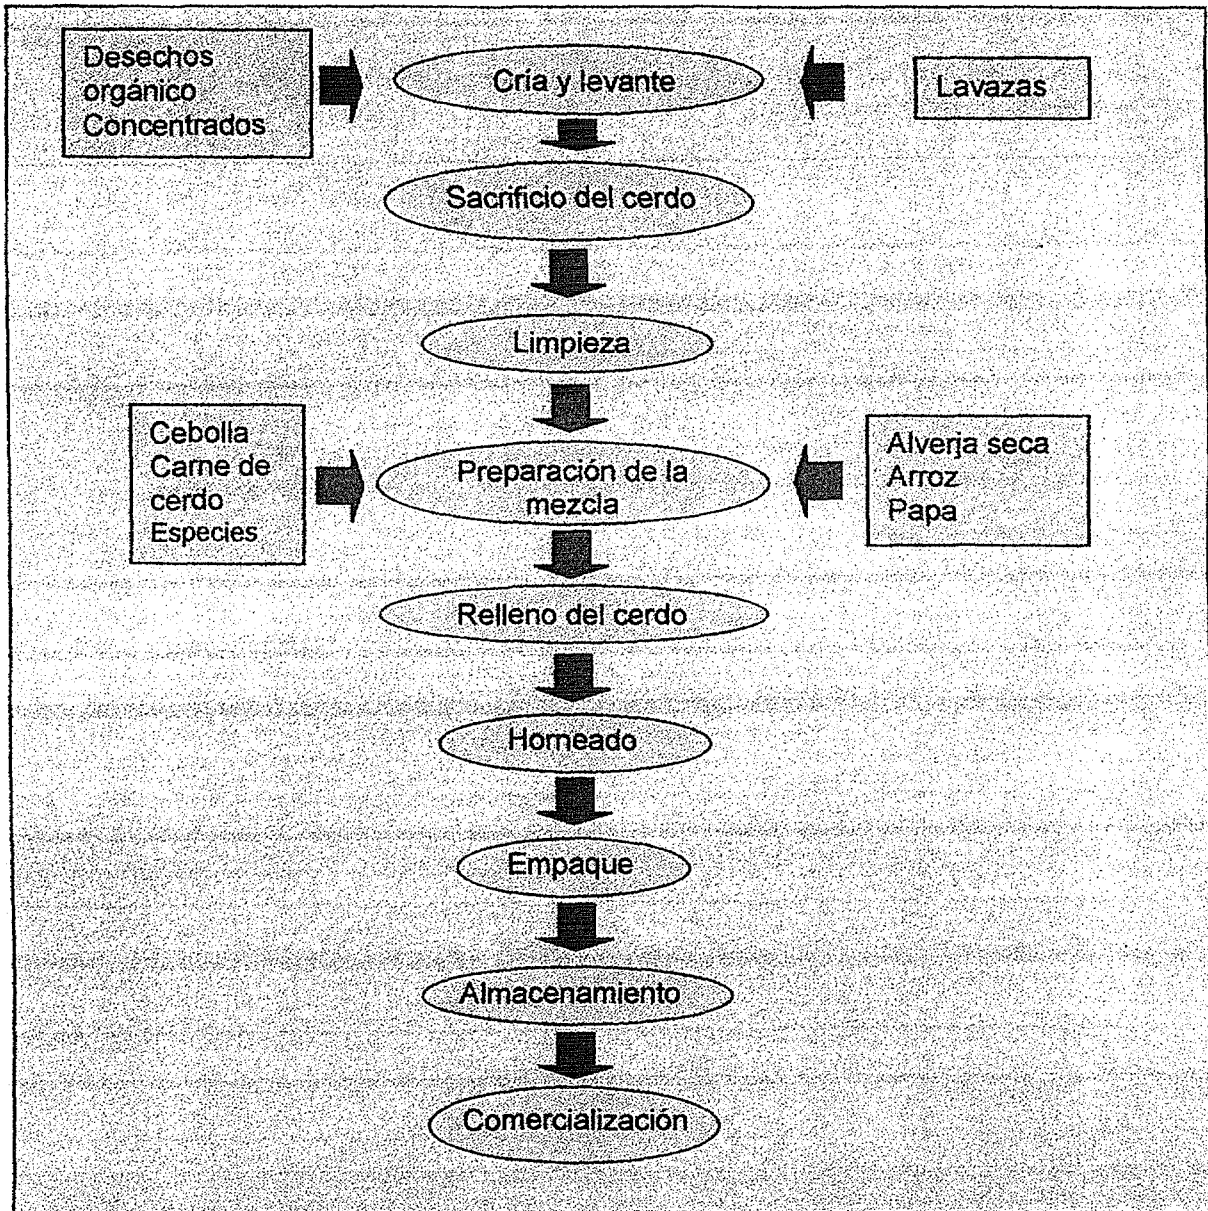 Desechos
orgánico
Concentrados
Cría y levante
Lavazas
Sacrificio del cerdo
Limpieza
Cebolla
Carne de
cerdo
Especies
Preparación de la
mezcla
Alverja seca
Arroz
Papa
Relleno del cerdo
Horneado
Empaque
Almacenamiento
Comercialización